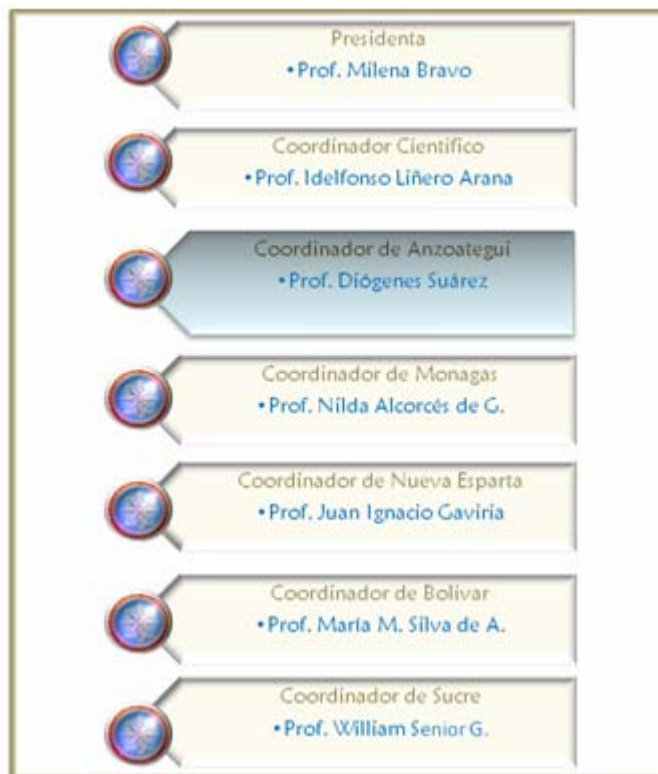 Presidenta
•Prof. Milena Bravo
Coordinador Científico
•Prof. Idelfonso Liñero Arana
Coordinador de Anzoategui
•Prof. Diógenes Suárez
Coordinador de Monagas
•Prof. Nilda Alcorcés de G.
Coordinador de Nueva Esparta
•Prof. Juan Ignacio Gaviria
Coordinador de Bolívar
•Prof. María M. Silva de A.
Coordinador de Sucre
•Prof. William Senior G.